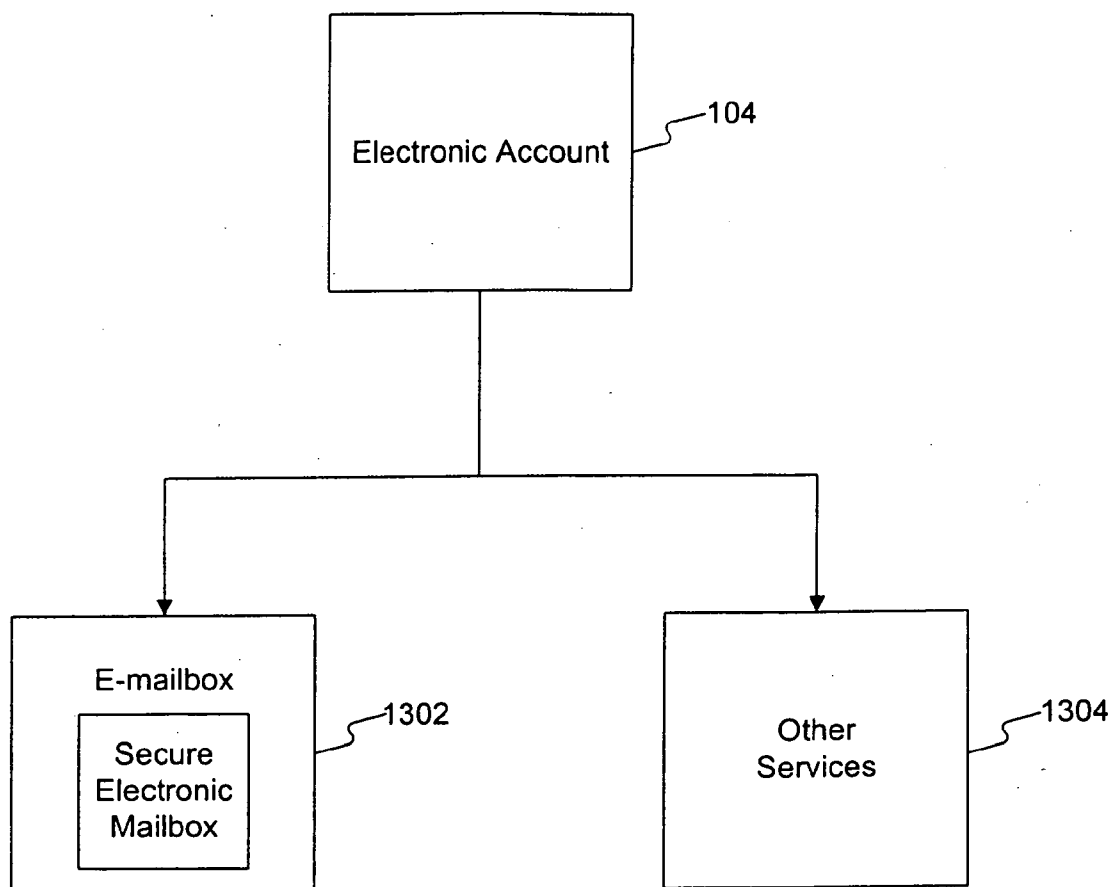 104
Electronic Account
E-mailbox
1302
Secure
Electronic
Mailbox
1304
Other
Services